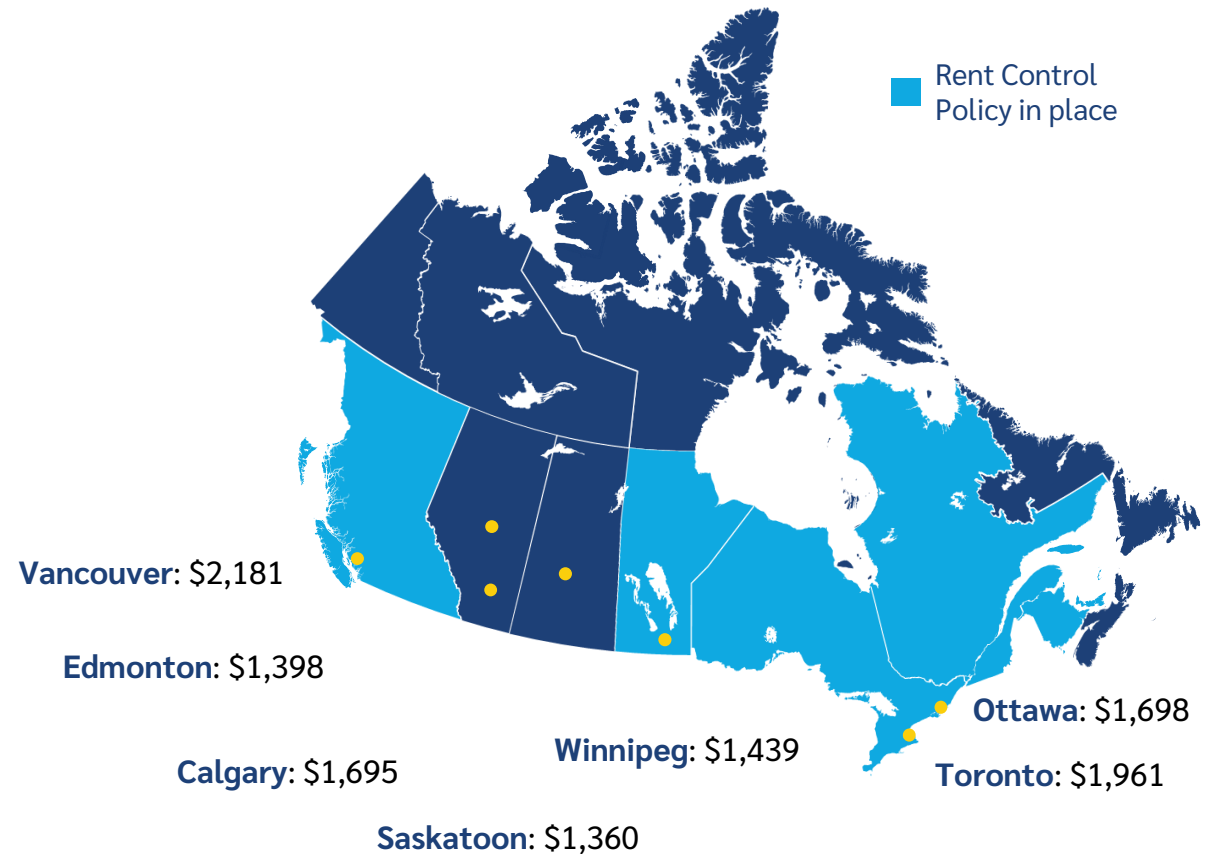 Rent Control
Policy in place
Vancouver: $2,181
Edmonton: $1,398
Ottawa: $1,698
Winnipeg: $1,439
Calgary: $1,695
Toronto: $1,961
Saskatoon: $1,360